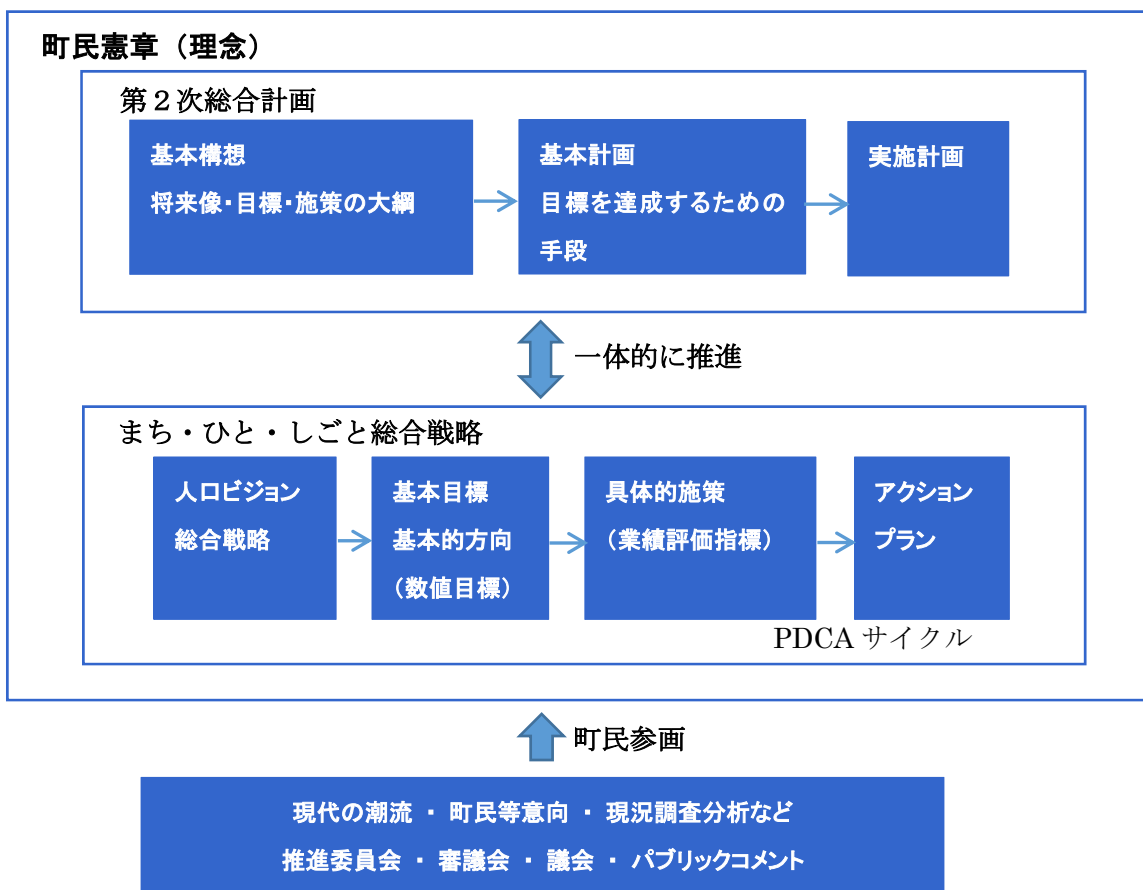 町民憲章（理念）
第２次総合計画
基本構想
将来像・目標・施策の大綱
基本計画
目標を達成するための
手段
実施計画
一体的に推進
まち・ひと・しごと総合戦略
人口ビジョン
総合戦略
基本目標
基本的方向
（数値目標）
具体的施策
（業績評価指標）
アクション
プラン
PDCA サイクル
町民参画
現代の潮流 ・ 町民等意向 ・ 現況調査分析など
推進委員会 ・ 審議会 ・ 議会 ・ パブリックコメント